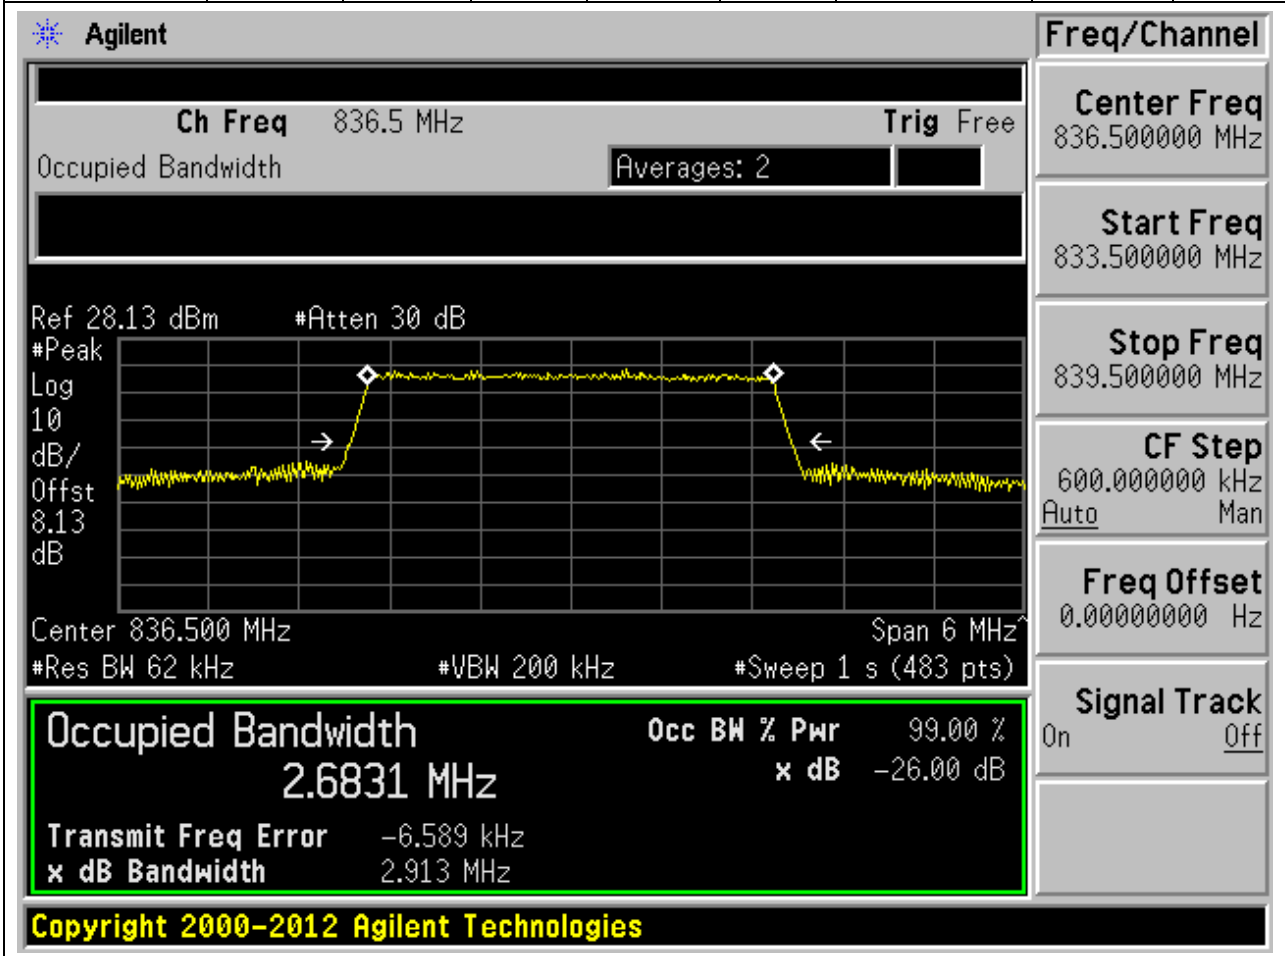 Agilent
Freq/Channel
Ch Freq 836.5 MHz Trig Free
Occupied Bandwidth Averages: 2
Center Freq
836.500000 MHz
Start Freq
833.500000 MHz
Stop Freq
839.500000 MHz
CF Step
600.000000 kHz
Auto Man
Freq Offset
0.00000000 Hz
Signal Track
On Off
Ref 28.13 dBm #Atten 30 dB
#Peak
Log
10
dB/
Offst
8.13
dB
Center 836.500 MHz Span 6 MHz^
#Res BW 62 kHz #VBW 200 kHz #Sweep 1 s (483 pts)
Occupied Bandwidth Occ BW % Pwr 99.00 %
2.6831 MHz x dB -26.00 dB
Transmit Freq Error -6.589 kHz
x dB Bandwidth 2.913 MHz
Copyright 2000-2012 Agilent Technologies